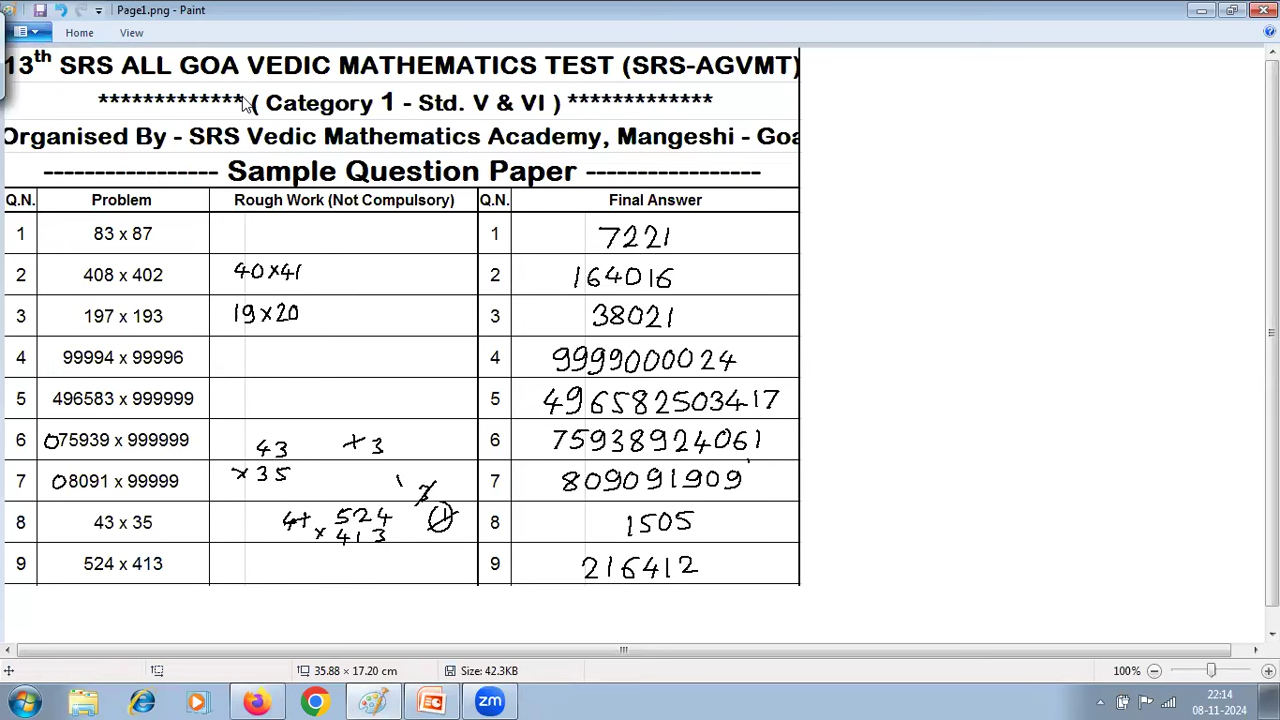 Page1.png - Paint
Home View
13th SRS ALL GOA VEDIC MATHEMATICS TEST (SRS-AGVMT)
*************( Category 1 - Std. V & VI ) *************
Organised By - SRS Vedic Mathematics Academy, Mangeshi - Goa
----------------- Sample Question Paper -----------------
Q.N. Problem Rough Work (Not Compulsory) Q.N. Final Answer
1 83 x 87 1 7221
2 408 x 402 40x41 2 164016
3 197 x 193 19x20 3 38021
4 99994 x 99996 4 9999000024
5 496583 x 999999 5 496582503417
6 075939 x 999999 43 +3 6 75938924061
7 08091 x 99999 x35 7 809091909
8 43 x 35 524 8 1505
x 413
9 524 x 413 9 216412
35.88 × 17.20 cm Size: 42.3KB 100%
zm 22:14
08-11-2024